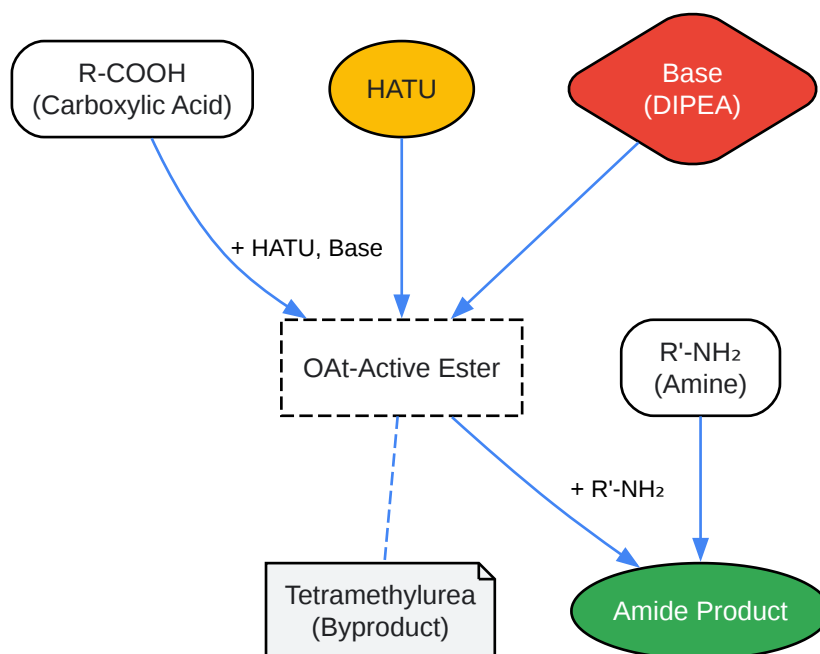 R-COOH
(Carboxylic Acid)
HATU
Base
(DIPEA)
+ HATU, Base
OAt-Active Ester
R'-NH₂
(Amine)
+ R'-NH₂
Tetramethylurea
(Byproduct)
Amide Product